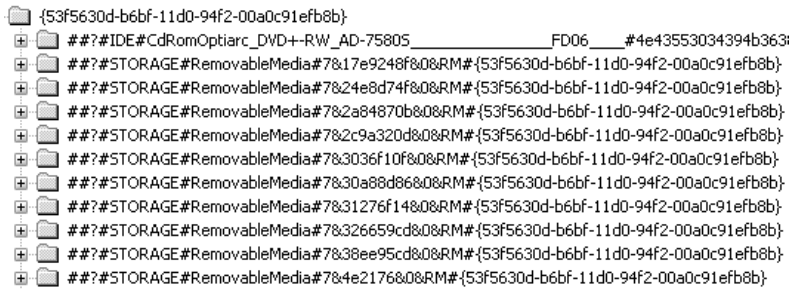 {53f5630d-b6bf-11d0-94f2-00a0c91efb8b}
##?#IDE#CdRomOptiarc_DVD+-RW_AD-7580S___________________FD06____#4e43553034394b3638
##?#STORAGE#RemovableMedia#7&17e9248f&0&RM#{53f5630d-b6bf-11d0-94f2-00a0c91efb8b}
##?#STORAGE#RemovableMedia#7&24e8d74f&0&RM#{53f5630d-b6bf-11d0-94f2-00a0c91efb8b}
##?#STORAGE#RemovableMedia#7&2a84870b&0&RM#{53f5630d-b6bf-11d0-94f2-00a0c91efb8b}
##?#STORAGE#RemovableMedia#7&2c9a320d&0&RM#{53f5630d-b6bf-11d0-94f2-00a0c91efb8b}
##?#STORAGE#RemovableMedia#7&3036f10f&0&RM#{53f5630d-b6bf-11d0-94f2-00a0c91efb8b}
##?#STORAGE#RemovableMedia#7&30a88d86&0&RM#{53f5630d-b6bf-11d0-94f2-00a0c91efb8b}
##?#STORAGE#RemovableMedia#7&31276f14&0&RM#{53f5630d-b6bf-11d0-94f2-00a0c91efb8b}
##?#STORAGE#RemovableMedia#7&326659cd&0&RM#{53f5630d-b6bf-11d0-94f2-00a0c91efb8b}
##?#STORAGE#RemovableMedia#7&38ee95cd&0&RM#{53f5630d-b6bf-11d0-94f2-00a0c91efb8b}
##?#STORAGE#RemovableMedia#7&4e2176&0&RM#{53f5630d-b6bf-11d0-94f2-00a0c91efb8b}